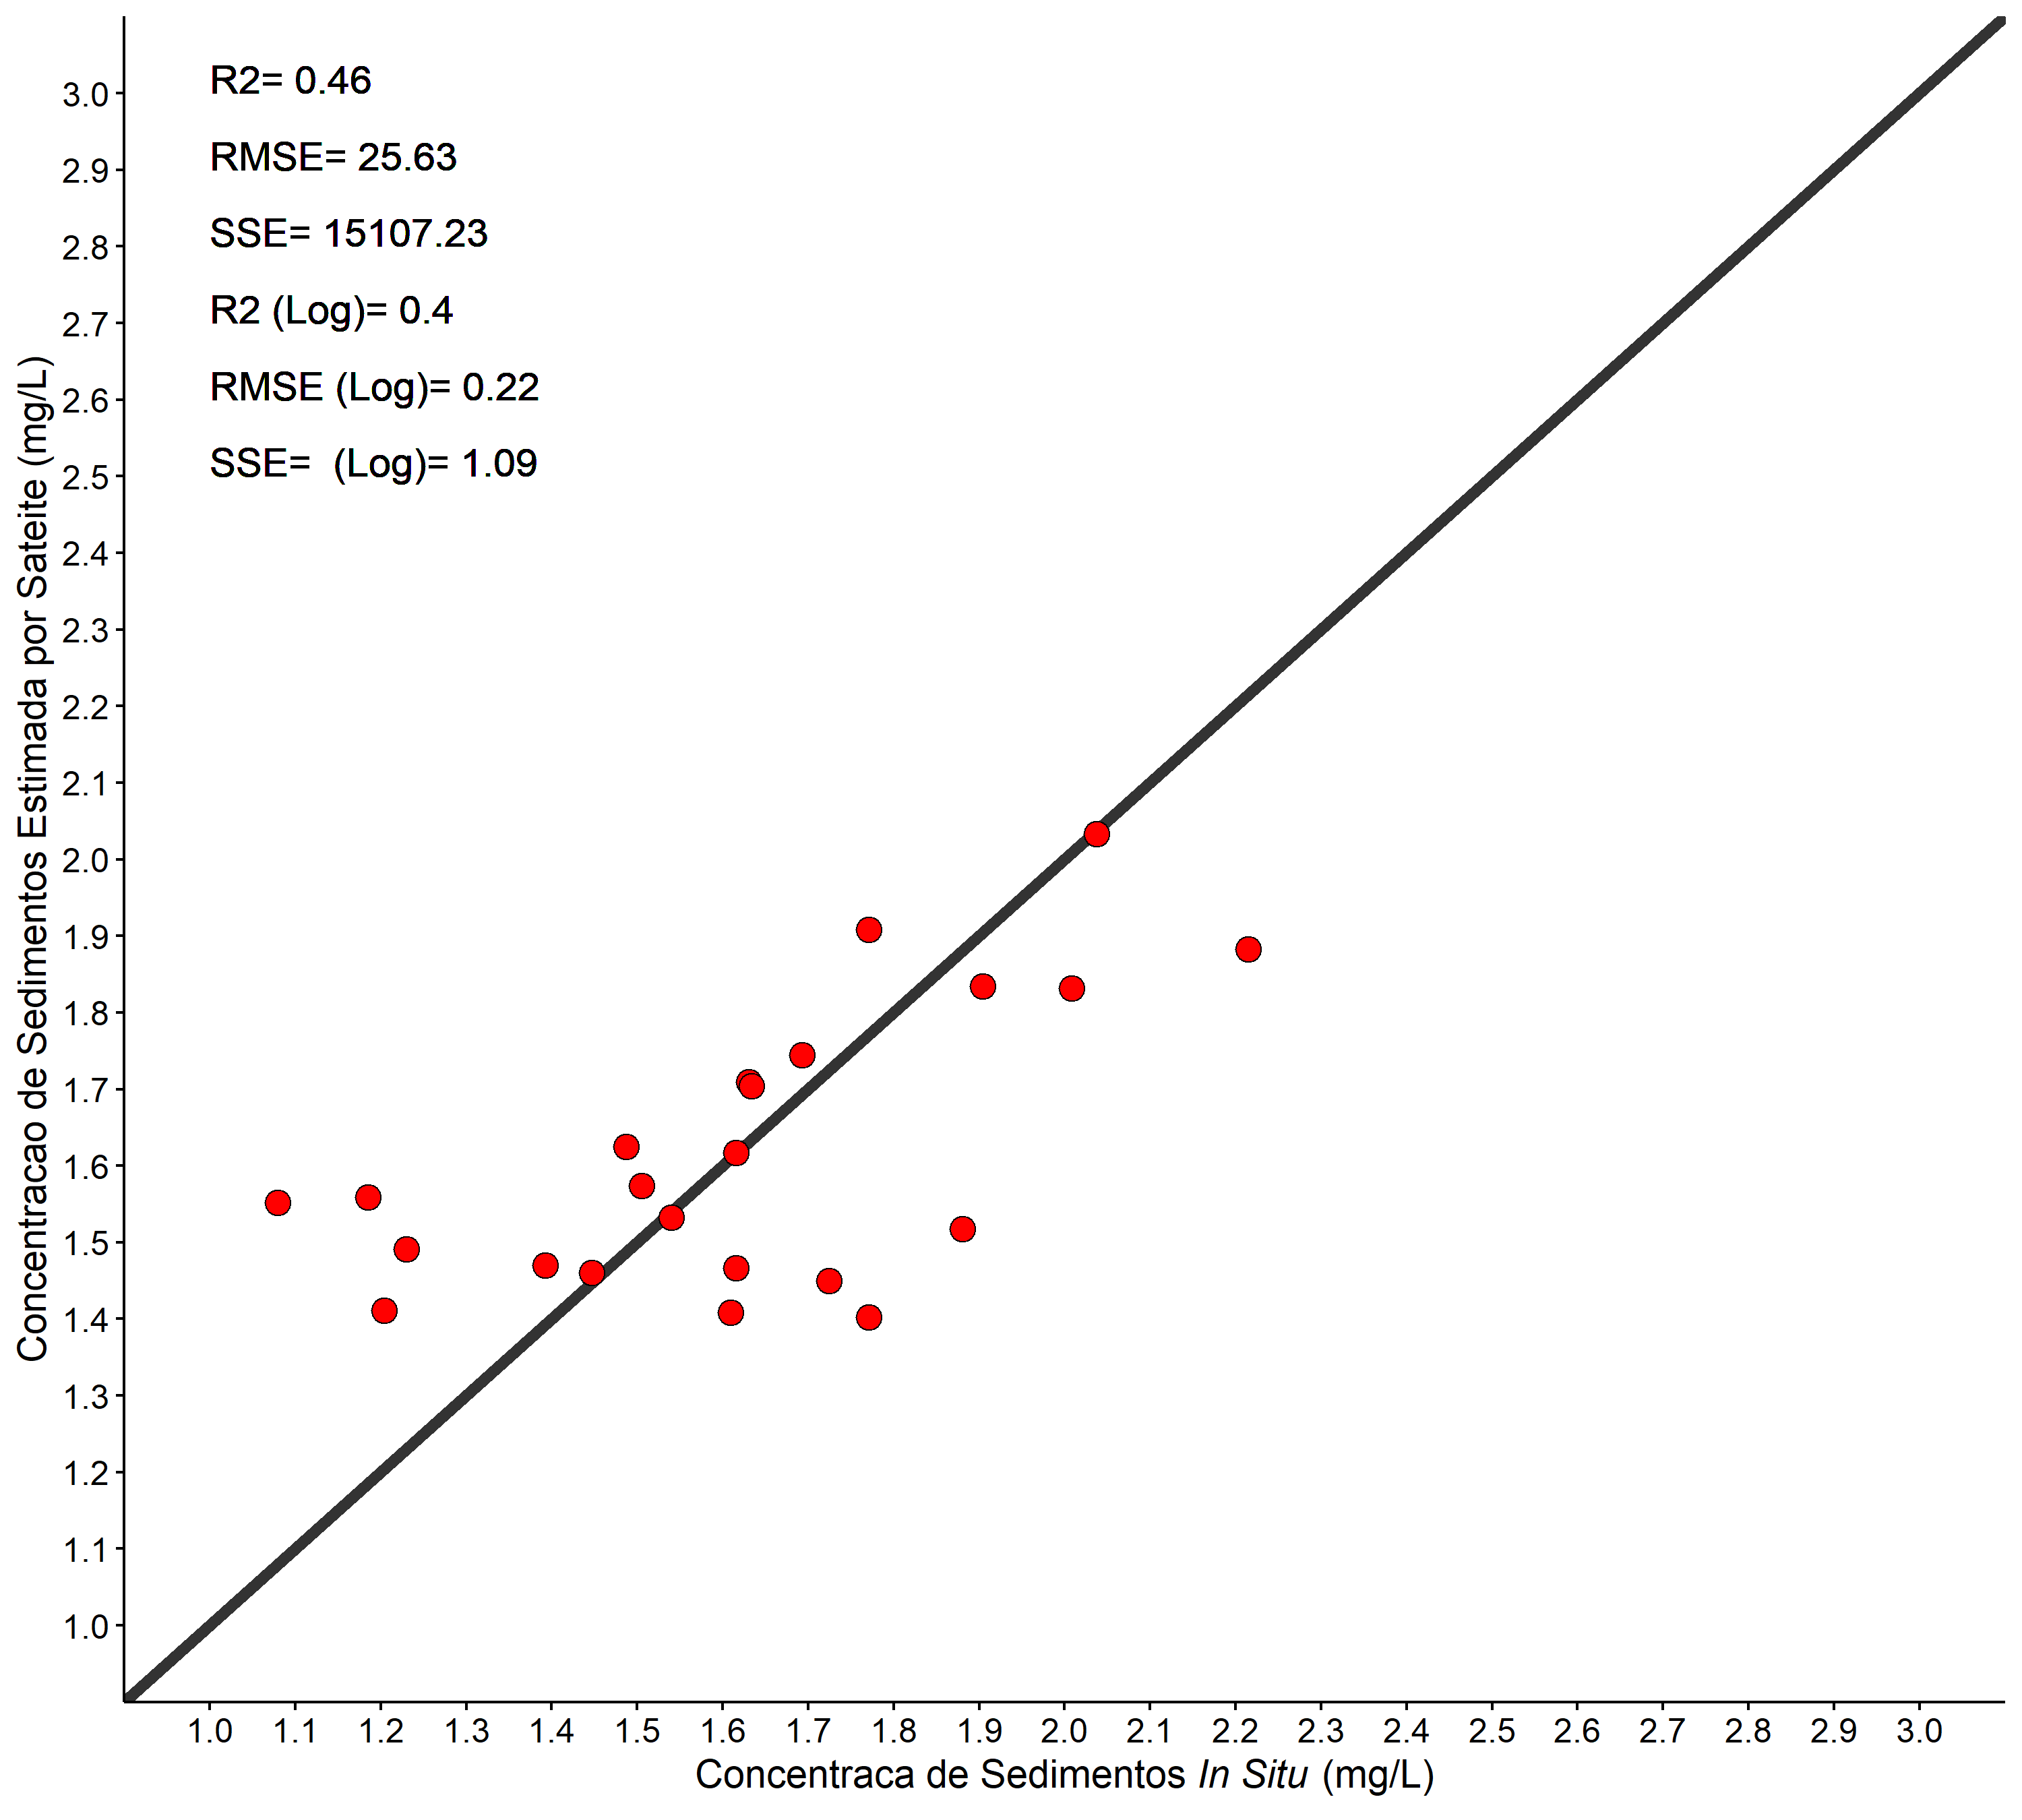 R2= 0.46
RMSE= 25.63
SSE= 15107.23
R2 (Log)= 0.4
RMSE (Log)= 0.22
SSE=  (Log)= 1.09
Concentracao de Sedimentos Estimada por Sateite (mg/L)
3.0
2.9
2.8
2.7
2.6
2.5
2.4
2.3
2.2
2.1
2.0
1.9
1.8
1.7
1.6
1.5
1.4
1.3
1.2
1.1
1.0
1.0 1.1 1.2 1.3 1.4 1.5 1.6 1.7 1.8 1.9 2.0 2.1 2.2 2.3 2.4 2.5 2.6 2.7 2.8 2.9 3.0
Concentraca de Sedimentos In Situ (mg/L)